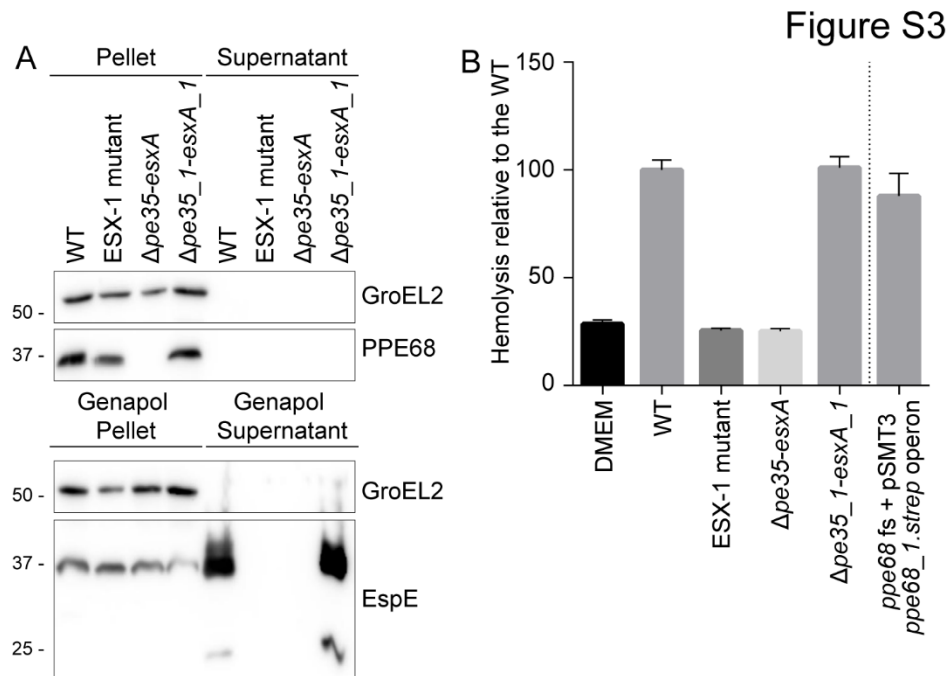 Figure S3
A
Pellet Supernatant
WT
ESX-1 mutant
Δpe35-esxA
Δpe35_1-esxA_1
WT
ESX-1 mutant
Δpe35-esxA
Δpe35_1-esxA_1
50 - GroEL2
37 - PPE68
Genapol Genapol
Pellet Supernatant
50 - GroEL2
37 -
EspE
25 -
B
Hemolysis relative to the WT
150
100
50
0
DMEM
WT
ESX-1 mutant
Δpe35-esxA
Δpe35_1-esxA_1
ppe68 fs + pSMT3
ppe68_1.strep operon